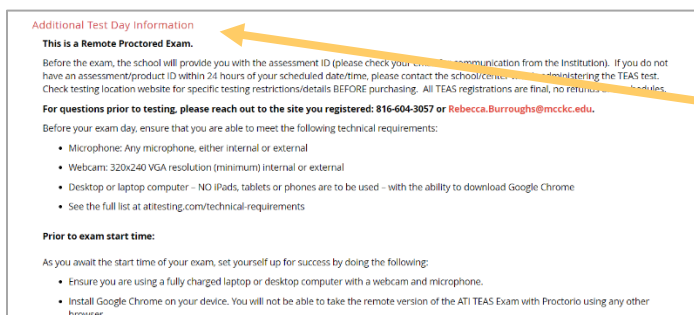 Additional Test Day Information
This is a Remote Proctored Exam.
Before the exam, the school will provide you with the assessment ID (please check your communication from the Institution). If you do not
have an assessment/product ID within 24 hours of your scheduled date/time, please contact the school/center administering the TEAS test.
Check testing location website for specific testing restrictions/details BEFORE purchasing. All TEAS registrations are final, no refunds
For questions prior to testing, please reach out to the site you registered: 816-604-3057 or Rebecca.Burroughs@mcckc.edu.
Before your exam day, ensure that you are able to meet the following technical requirements:
• Microphone: Any microphone, either internal or external
• Webcam: 320x240 VGA resolution (minimum) internal or external
• Desktop or laptop computer – NO iPads, tablets or phones are to be used – with the ability to download Google Chrome
• See the full list at atitesting.com/technical-requirements
Prior to exam start time:
As you await the start time of your exam, set yourself up for success by doing the following:
• Ensure you are using a fully charged laptop or desktop computer with a webcam and microphone.
• Install Google Chrome on your device. You will not be able to take the remote version of the ATI TEAS Exam with Proctorio using any other
browser